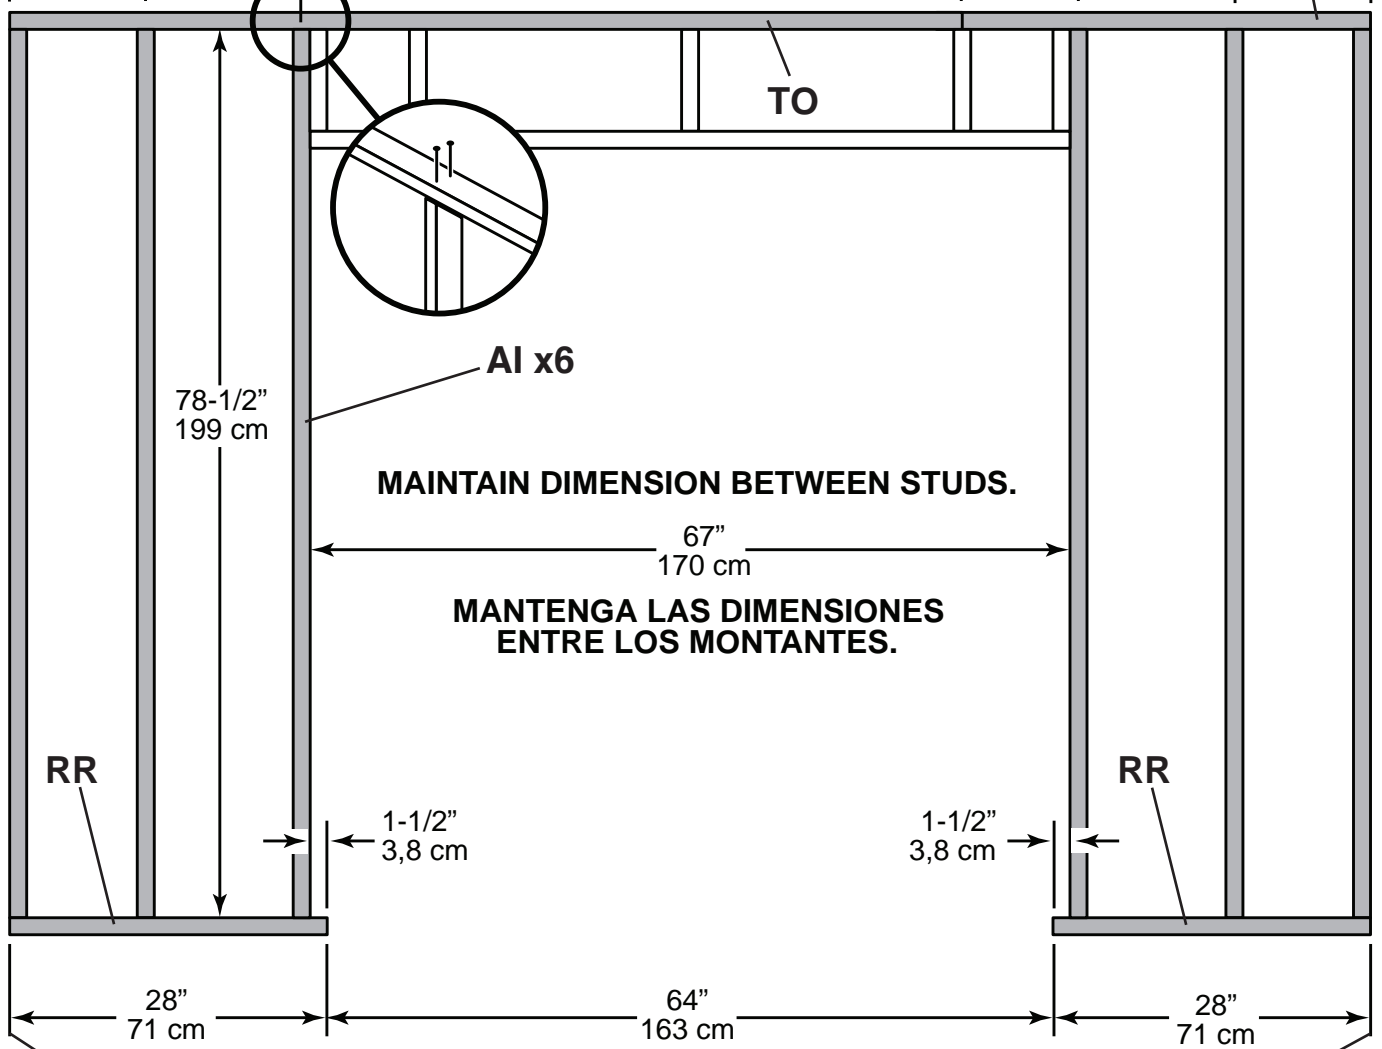 TO
AI x6
78-1/2”
199 cm
MAINTAIN DIMENSION BETWEEN STUDS.
67”
170 cm
MANTENGA LAS DIMENSIONES
ENTRE LOS MONTANTES.
RR
RR
1-1/2”
3,8 cm
1-1/2”
3,8 cm
28”
71 cm
64”
163 cm
28”
71 cm